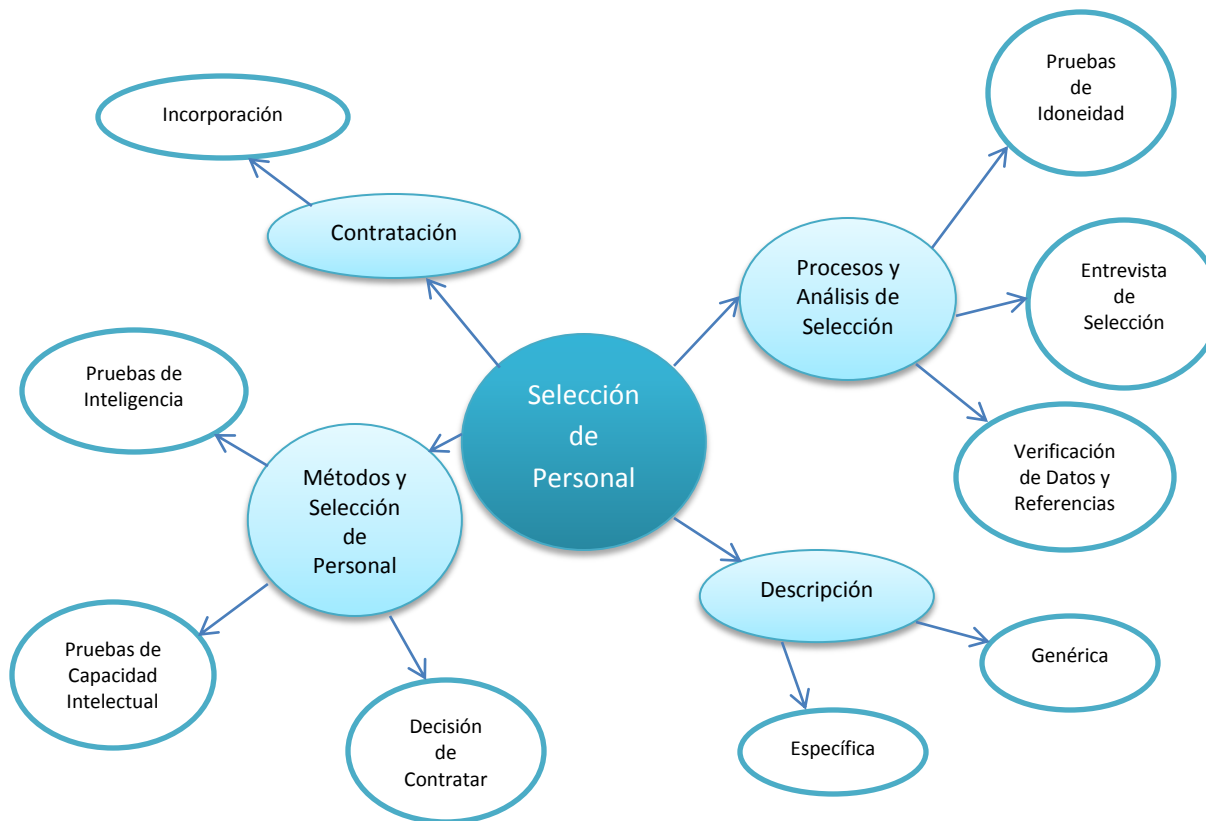 Incorporación
Contratación
Pruebas
de
Idoneidad
Procesos y
Análisis de
Selección
Entrevista
de
Selección
Verificación
de Datos y
Referencias
Selección
de
Personal
Pruebas de
Inteligencia
Métodos y
Selección
de
Personal
Pruebas de
Capacidad
Intelectual
Decisión
de
Contratar
Descripción
Genérica
Específica